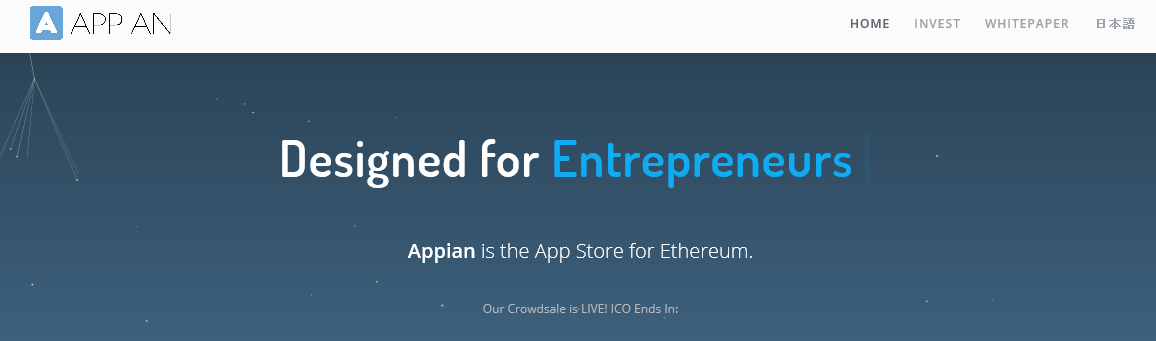 A APP AN
HOME INVEST WHITEPAPER 日本語
Designed for Entrepreneurs
Appian is the App Store for Ethereum.
Our Crowdsale is LIVE! ICO Ends In: